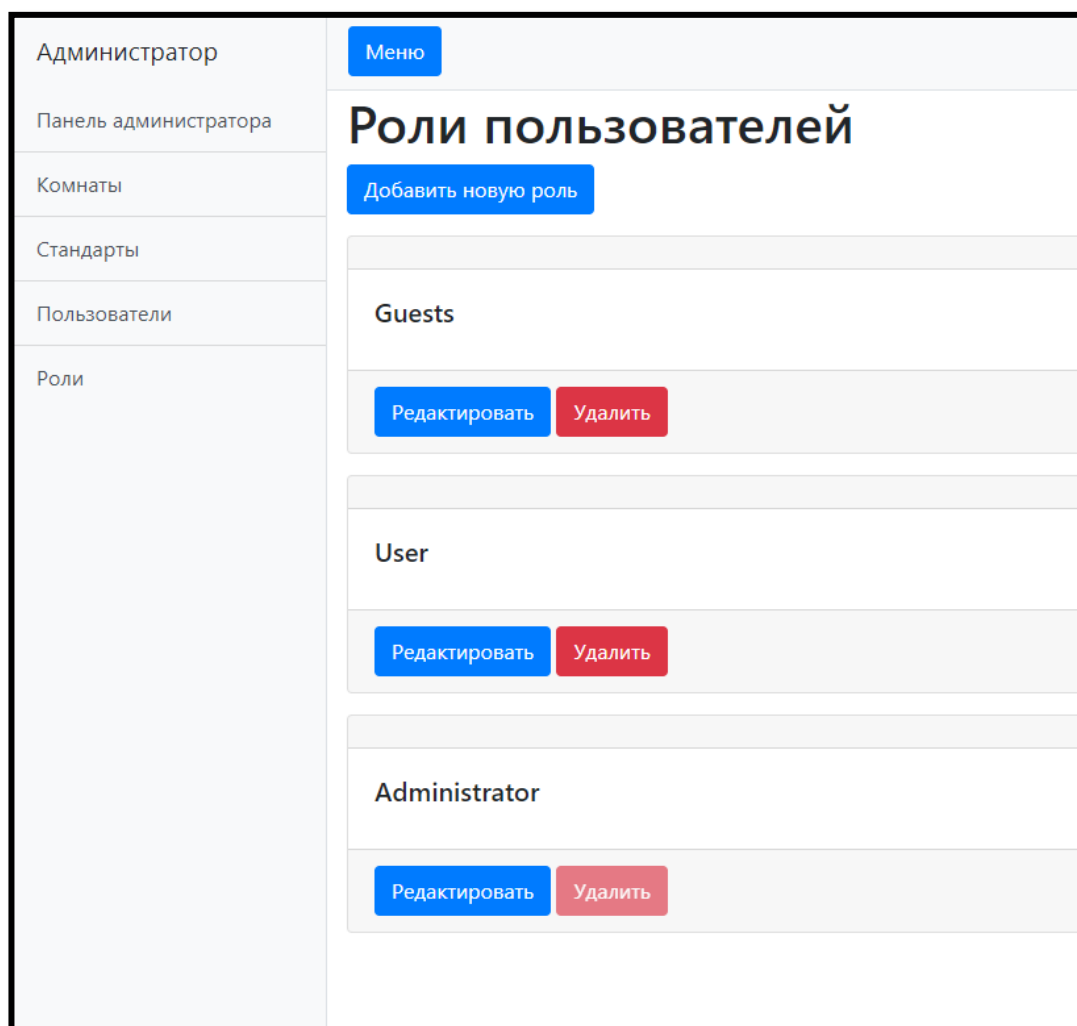 Администратор
Панель администратора
Комнаты
Стандарты
Пользователи
Роли
Меню
Роли пользователей
Добавить новую роль
Guests
Редактировать Удалить
User
Редактировать Удалить
Administrator
Редактировать Удалить